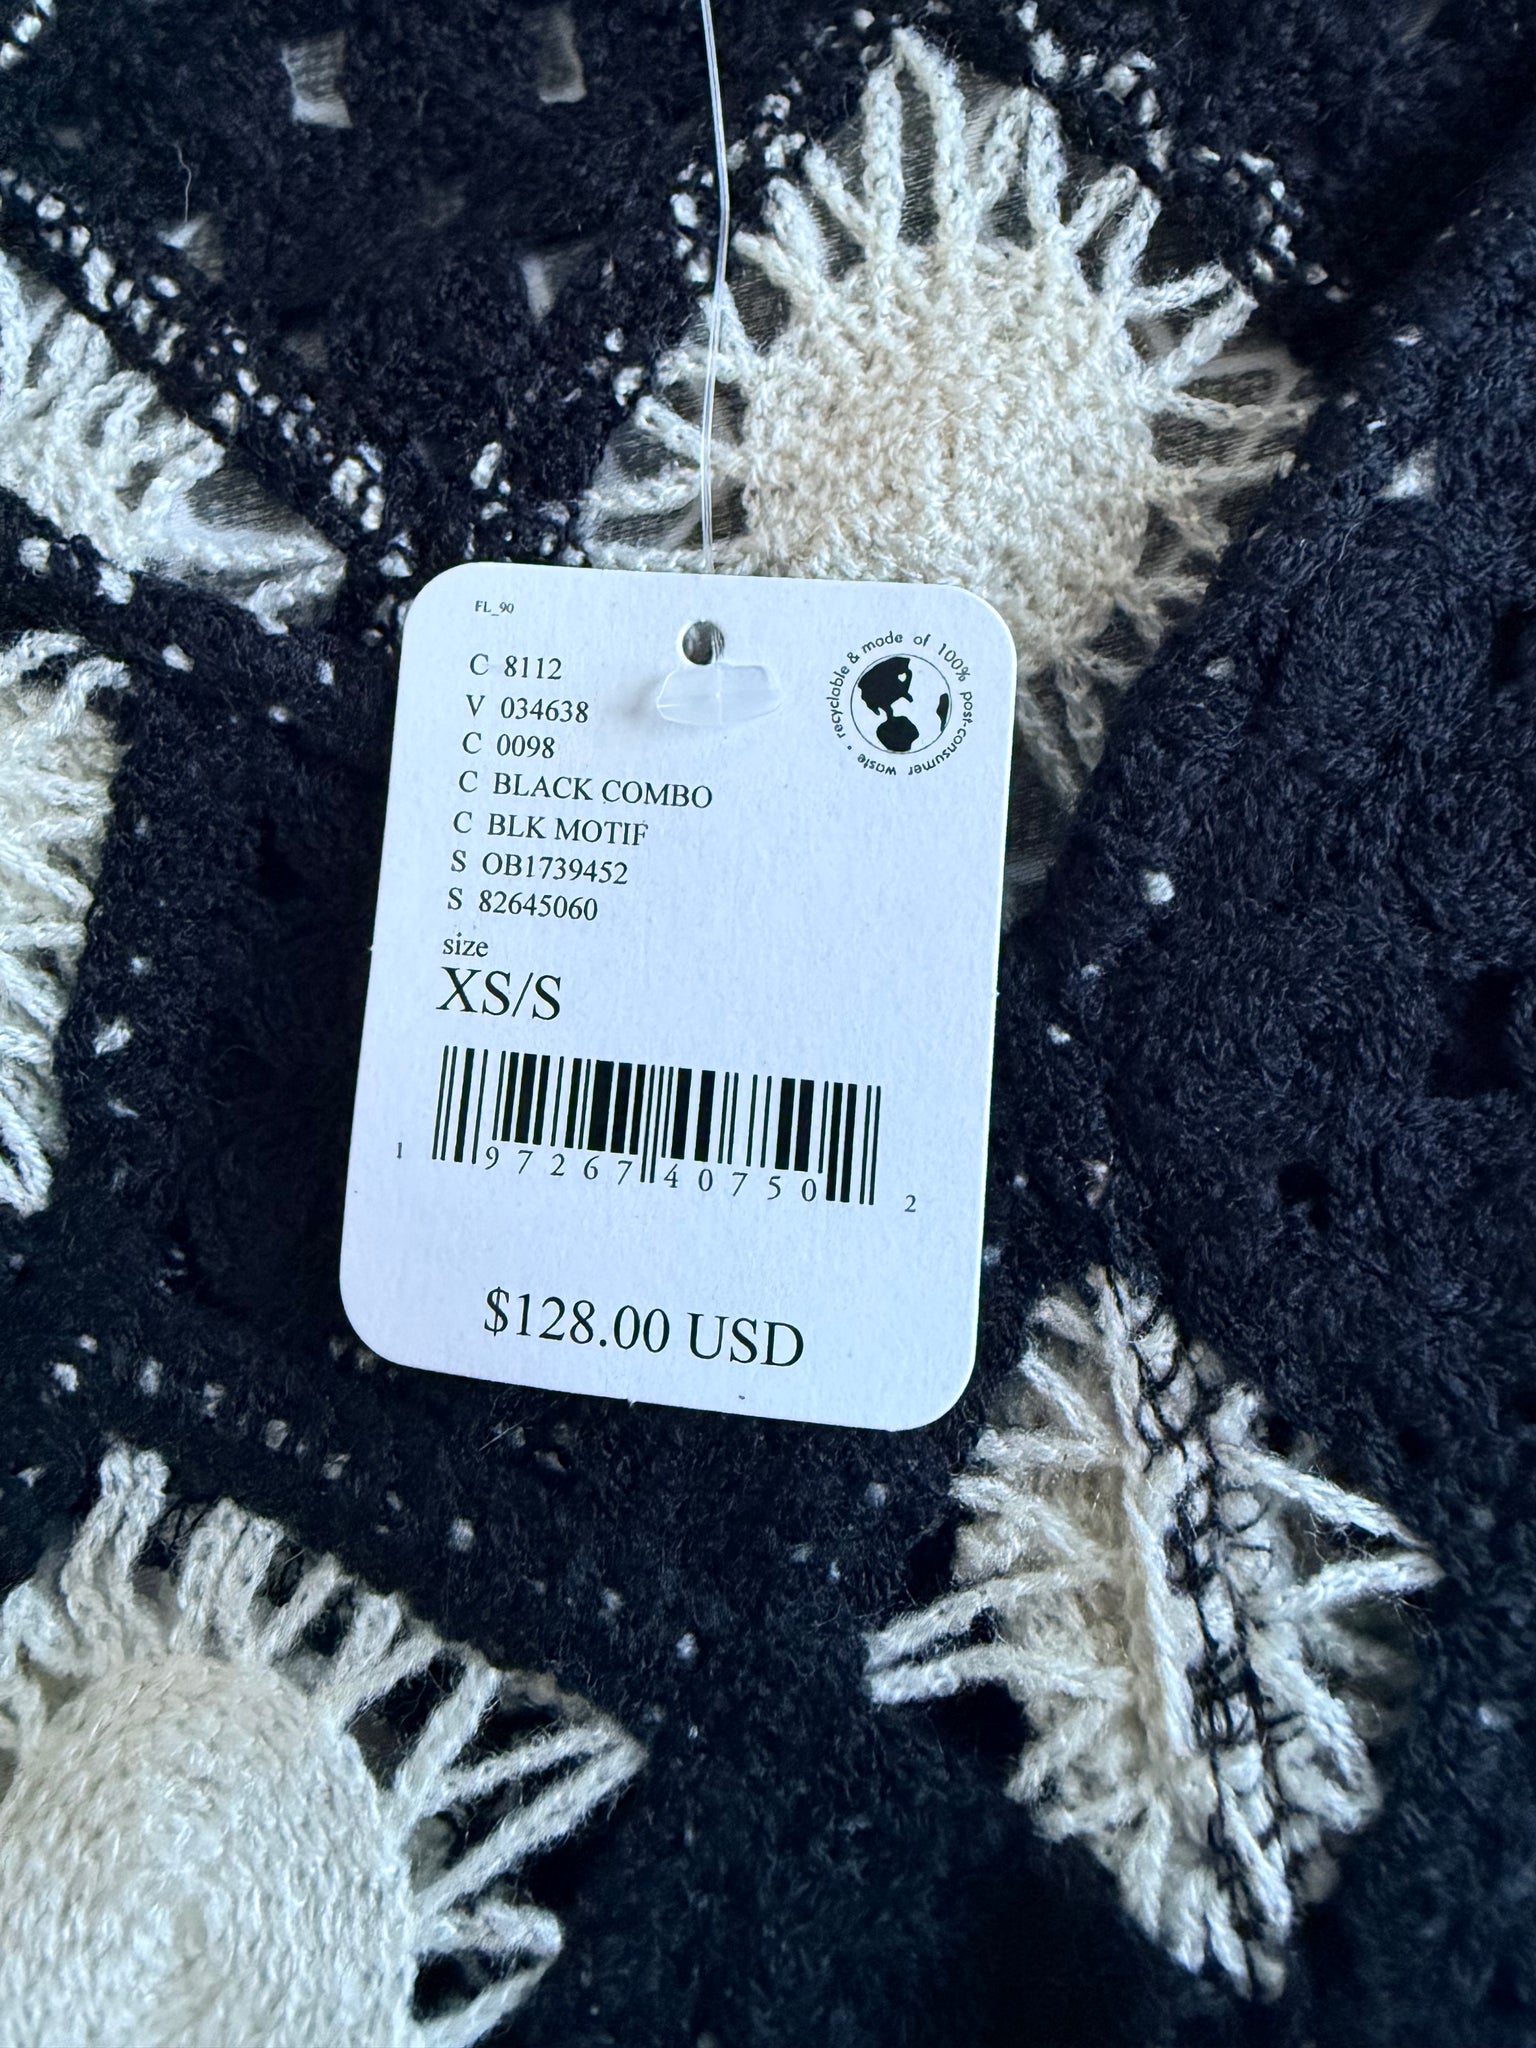 FL_90
recyclable & made of 100% post-consumer waste •
C 8112
V 034638
C 0098
C BLACK COMBO
C BLK MOTIF
S OB1739452
S 82645060
size
XS/S
1 97267 40750 2
$128.00 USD